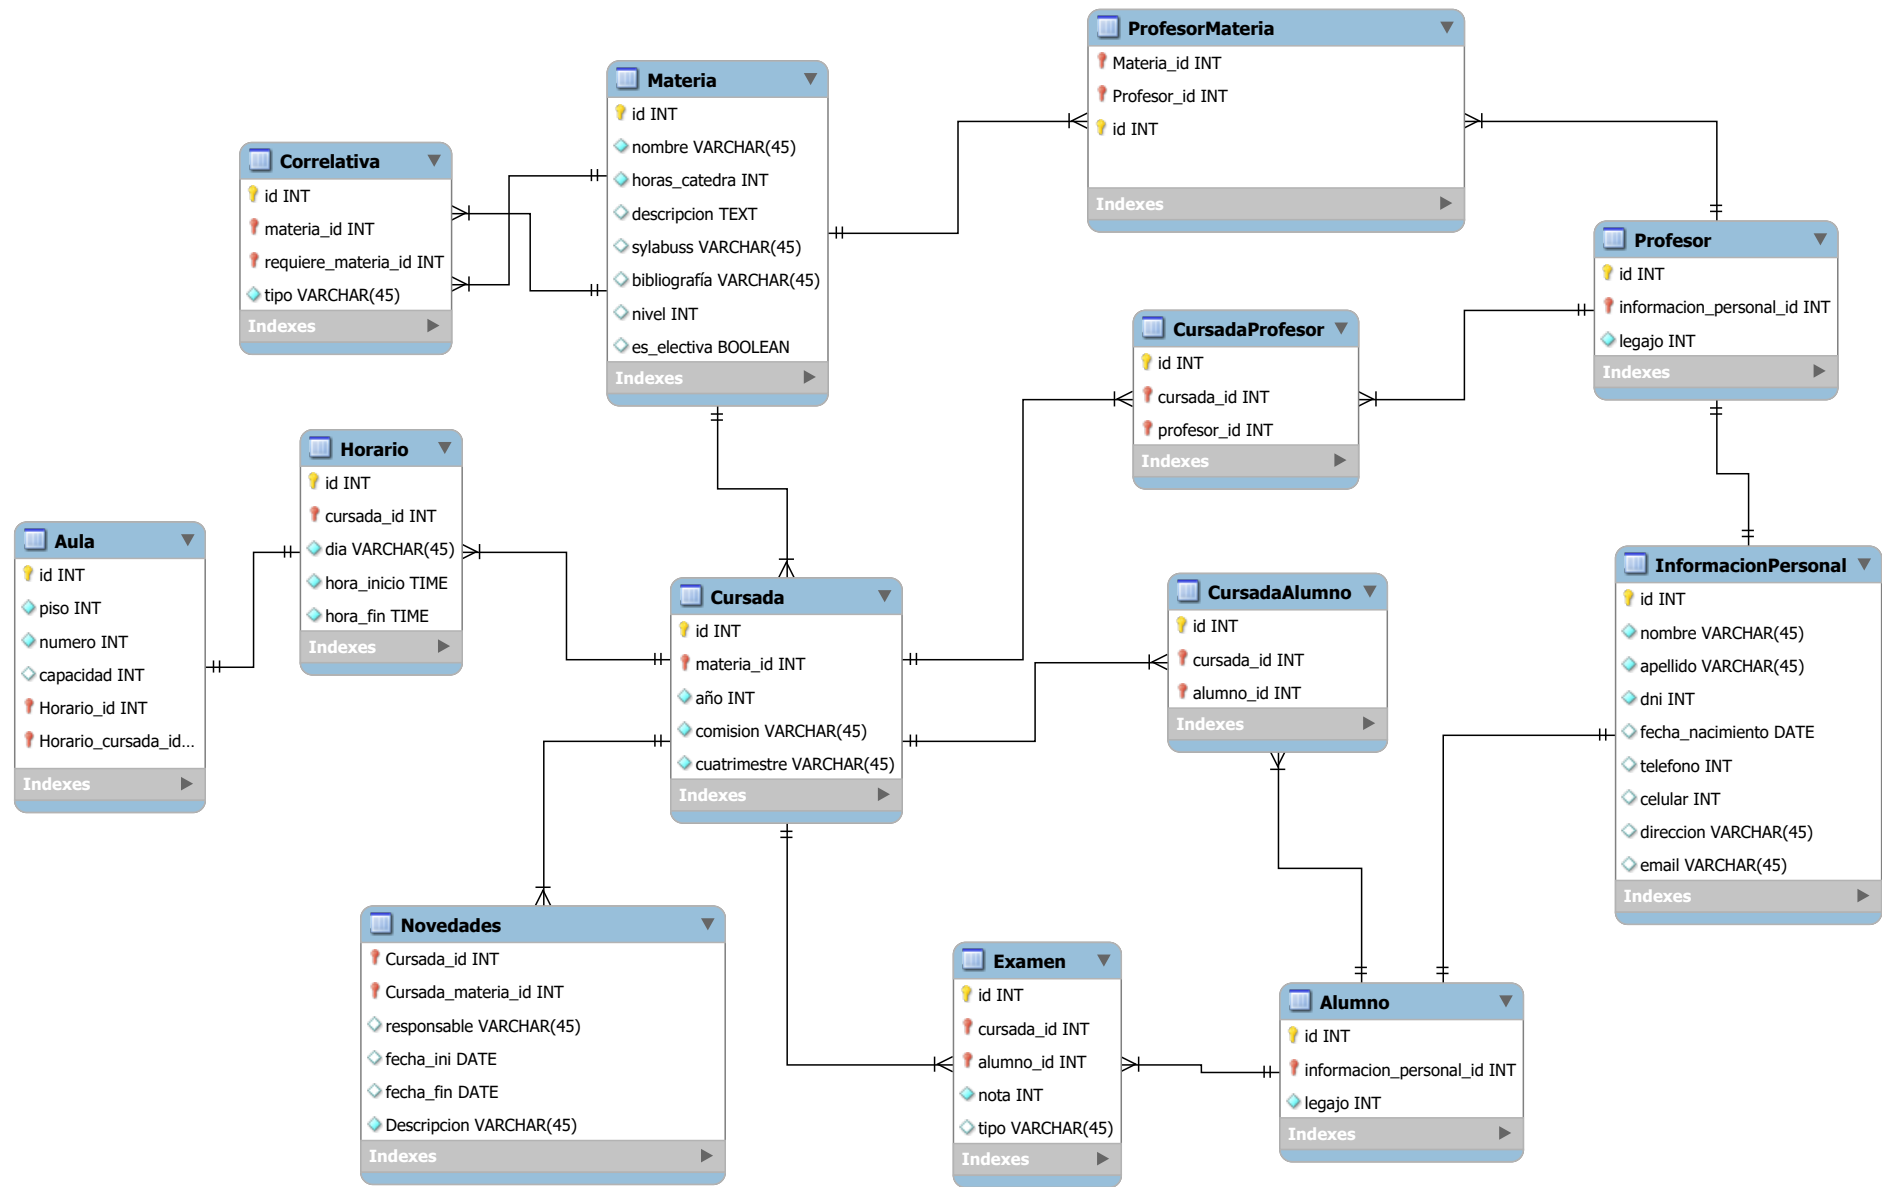 ProfesorMateria
Materia_id INT
Profesor_id INT
id INT
Indexes
Materia
id INT
nombre VARCHAR(45)
horas_catedra INT
descripcion TEXT
sylabuss VARCHAR(45)
bibliografía VARCHAR(45)
nivel INT
es_electiva BOOLEAN
Indexes
Correlativa
id INT
materia_id INT
requiere_materia_id INT
tipo VARCHAR(45)
Indexes
Profesor
id INT
informacion_personal_id INT
legajo INT
Indexes
CursadaProfesor
id INT
cursada_id INT
profesor_id INT
Indexes
Horario
id INT
cursada_id INT
dia VARCHAR(45)
hora_inicio TIME
hora_fin TIME
Indexes
Aula
id INT
piso INT
numero INT
capacidad INT
Horario_id INT
Horario_cursada_id...
Indexes
Cursada
id INT
materia_id INT
año INT
comision VARCHAR(45)
cuatrimestre VARCHAR(45)
Indexes
CursadaAlumno
id INT
cursada_id INT
alumno_id INT
Indexes
InformacionPersonal
id INT
nombre VARCHAR(45)
apellido VARCHAR(45)
dni INT
fecha_nacimiento DATE
telefono INT
celular INT
direccion VARCHAR(45)
email VARCHAR(45)
Indexes
Novedades
Cursada_id INT
Cursada_materia_id INT
responsable VARCHAR(45)
fecha_ini DATE
fecha_fin DATE
Descripcion VARCHAR(45)
Indexes
Examen
id INT
cursada_id INT
alumno_id INT
nota INT
tipo VARCHAR(45)
Indexes
Alumno
id INT
informacion_personal_id INT
legajo INT
Indexes